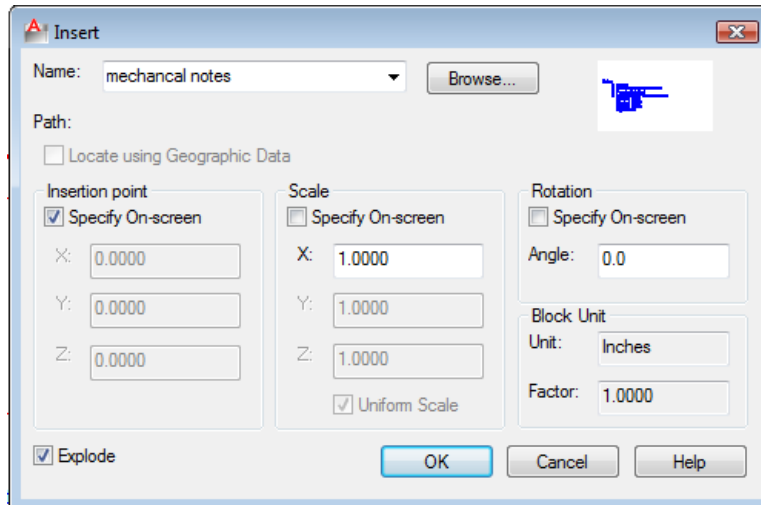 Insert
Name: mechancal notes Browse...
Path:
Locate using Geographic Data
Insertion point
Specify On-screen
X: 0.0000
Y: 0.0000
Z: 0.0000
Scale
Specify On-screen
X: 1.0000
Y: 1.0000
Z: 1.0000
Uniform Scale
Rotation
Specify On-screen
Angle: 0.0
Block Unit
Unit: Inches
Factor: 1.0000
Explode
OK Cancel Help